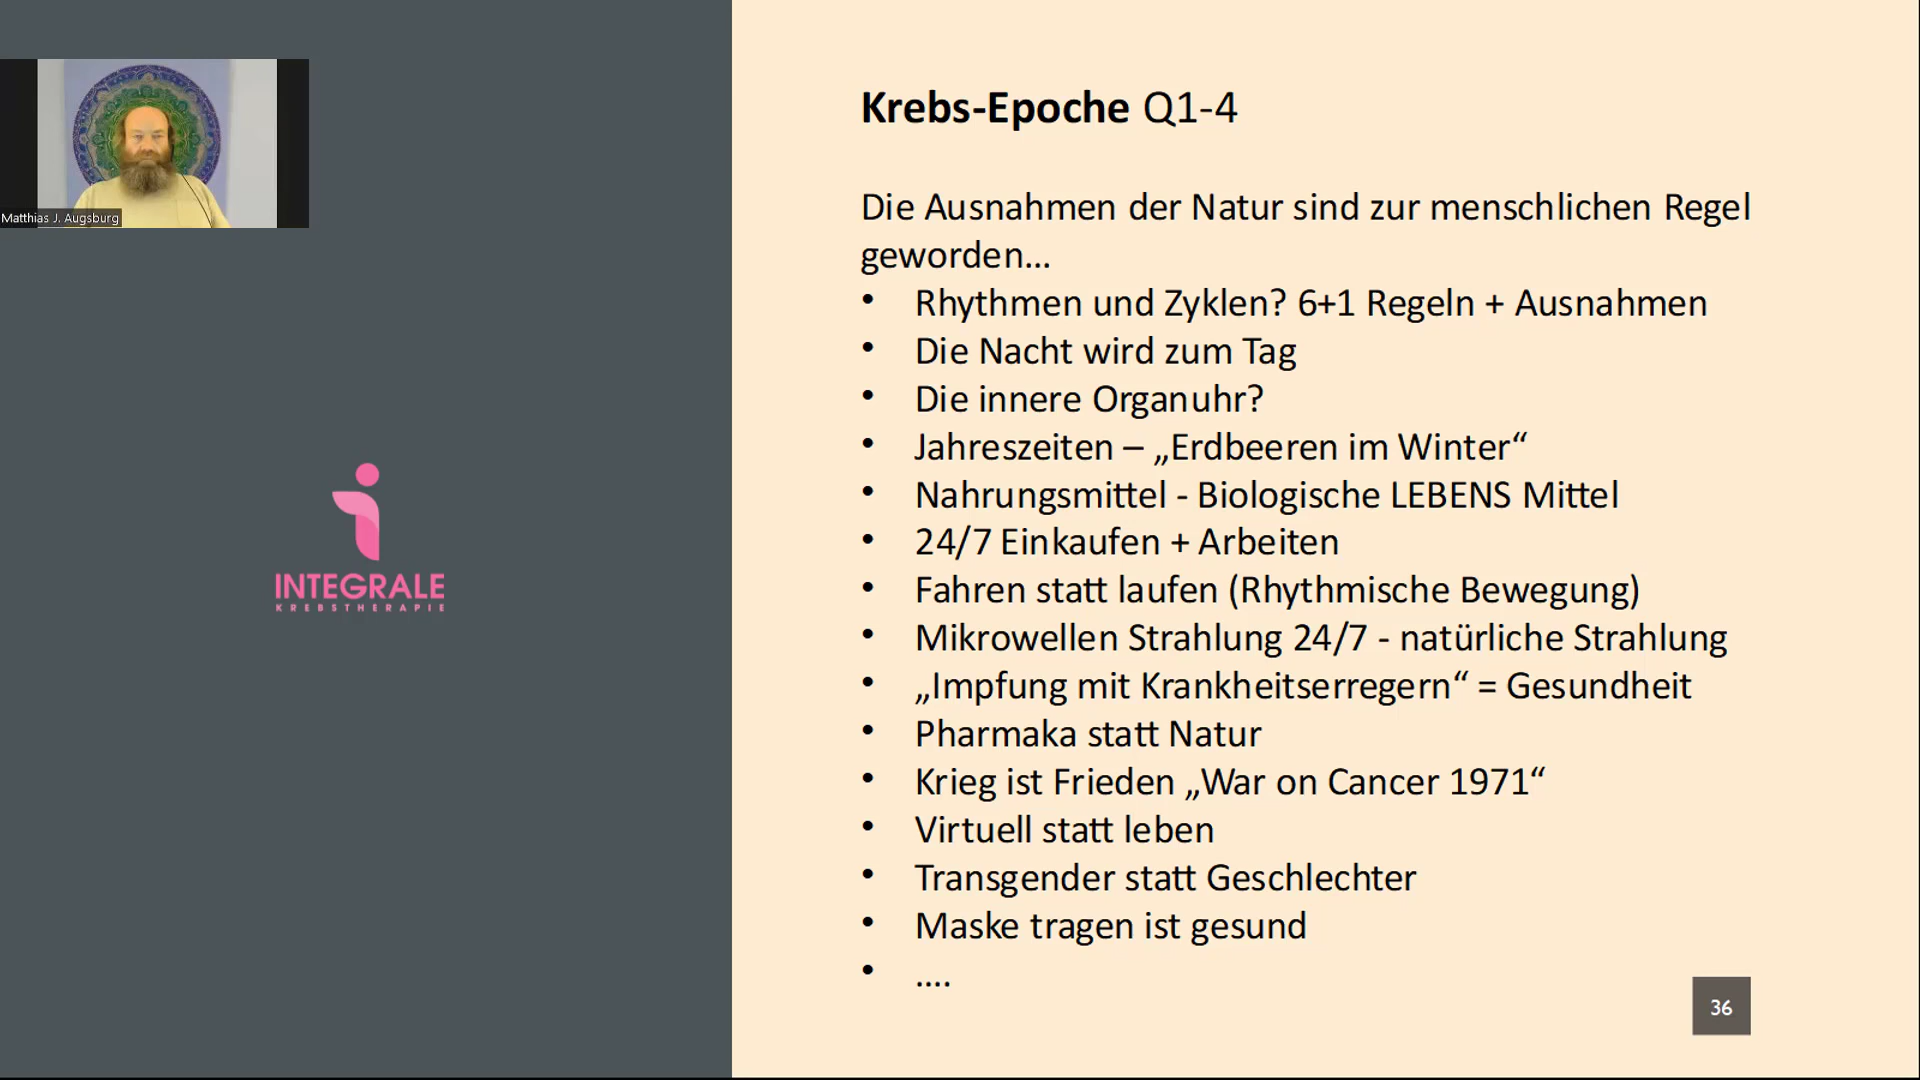 Matthias J. Augsburg
INTEGRALE
KREBSTHERAPIE
Krebs-Epoche Q1-4
Die Ausnahmen der Natur sind zur menschlichen Regel
geworden...
• Rhythmen und Zyklen? 6+1 Regeln + Ausnahmen
• Die Nacht wird zum Tag
• Die innere Organuhr?
• Jahreszeiten – „Erdbeeren im Winter“
• Nahrungsmittel - Biologische LEBENS Mittel
• 24/7 Einkaufen + Arbeiten
• Fahren statt laufen (Rhythmische Bewegung)
• Mikrowellen Strahlung 24/7 - natürliche Strahlung
• „Impfung mit Krankheitserregern“ = Gesundheit
• Pharmaka statt Natur
• Krieg ist Frieden „War on Cancer 1971“
• Virtuell statt leben
• Transgender statt Geschlechter
• Maske tragen ist gesund
• ....
36